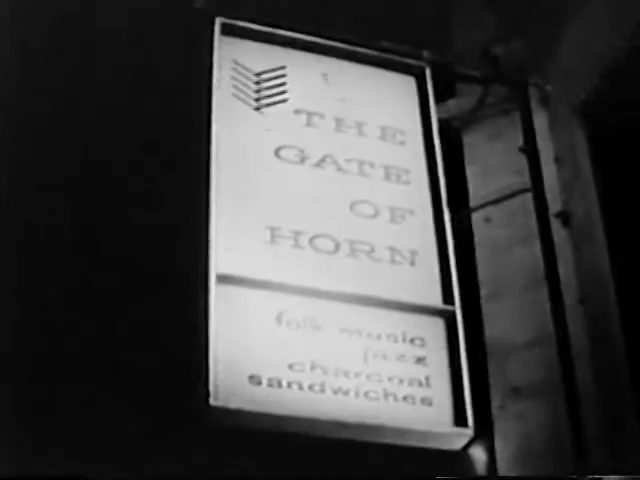 THE
GATE
OF
HORN
folk music
jazz
charcoal
sandwiches